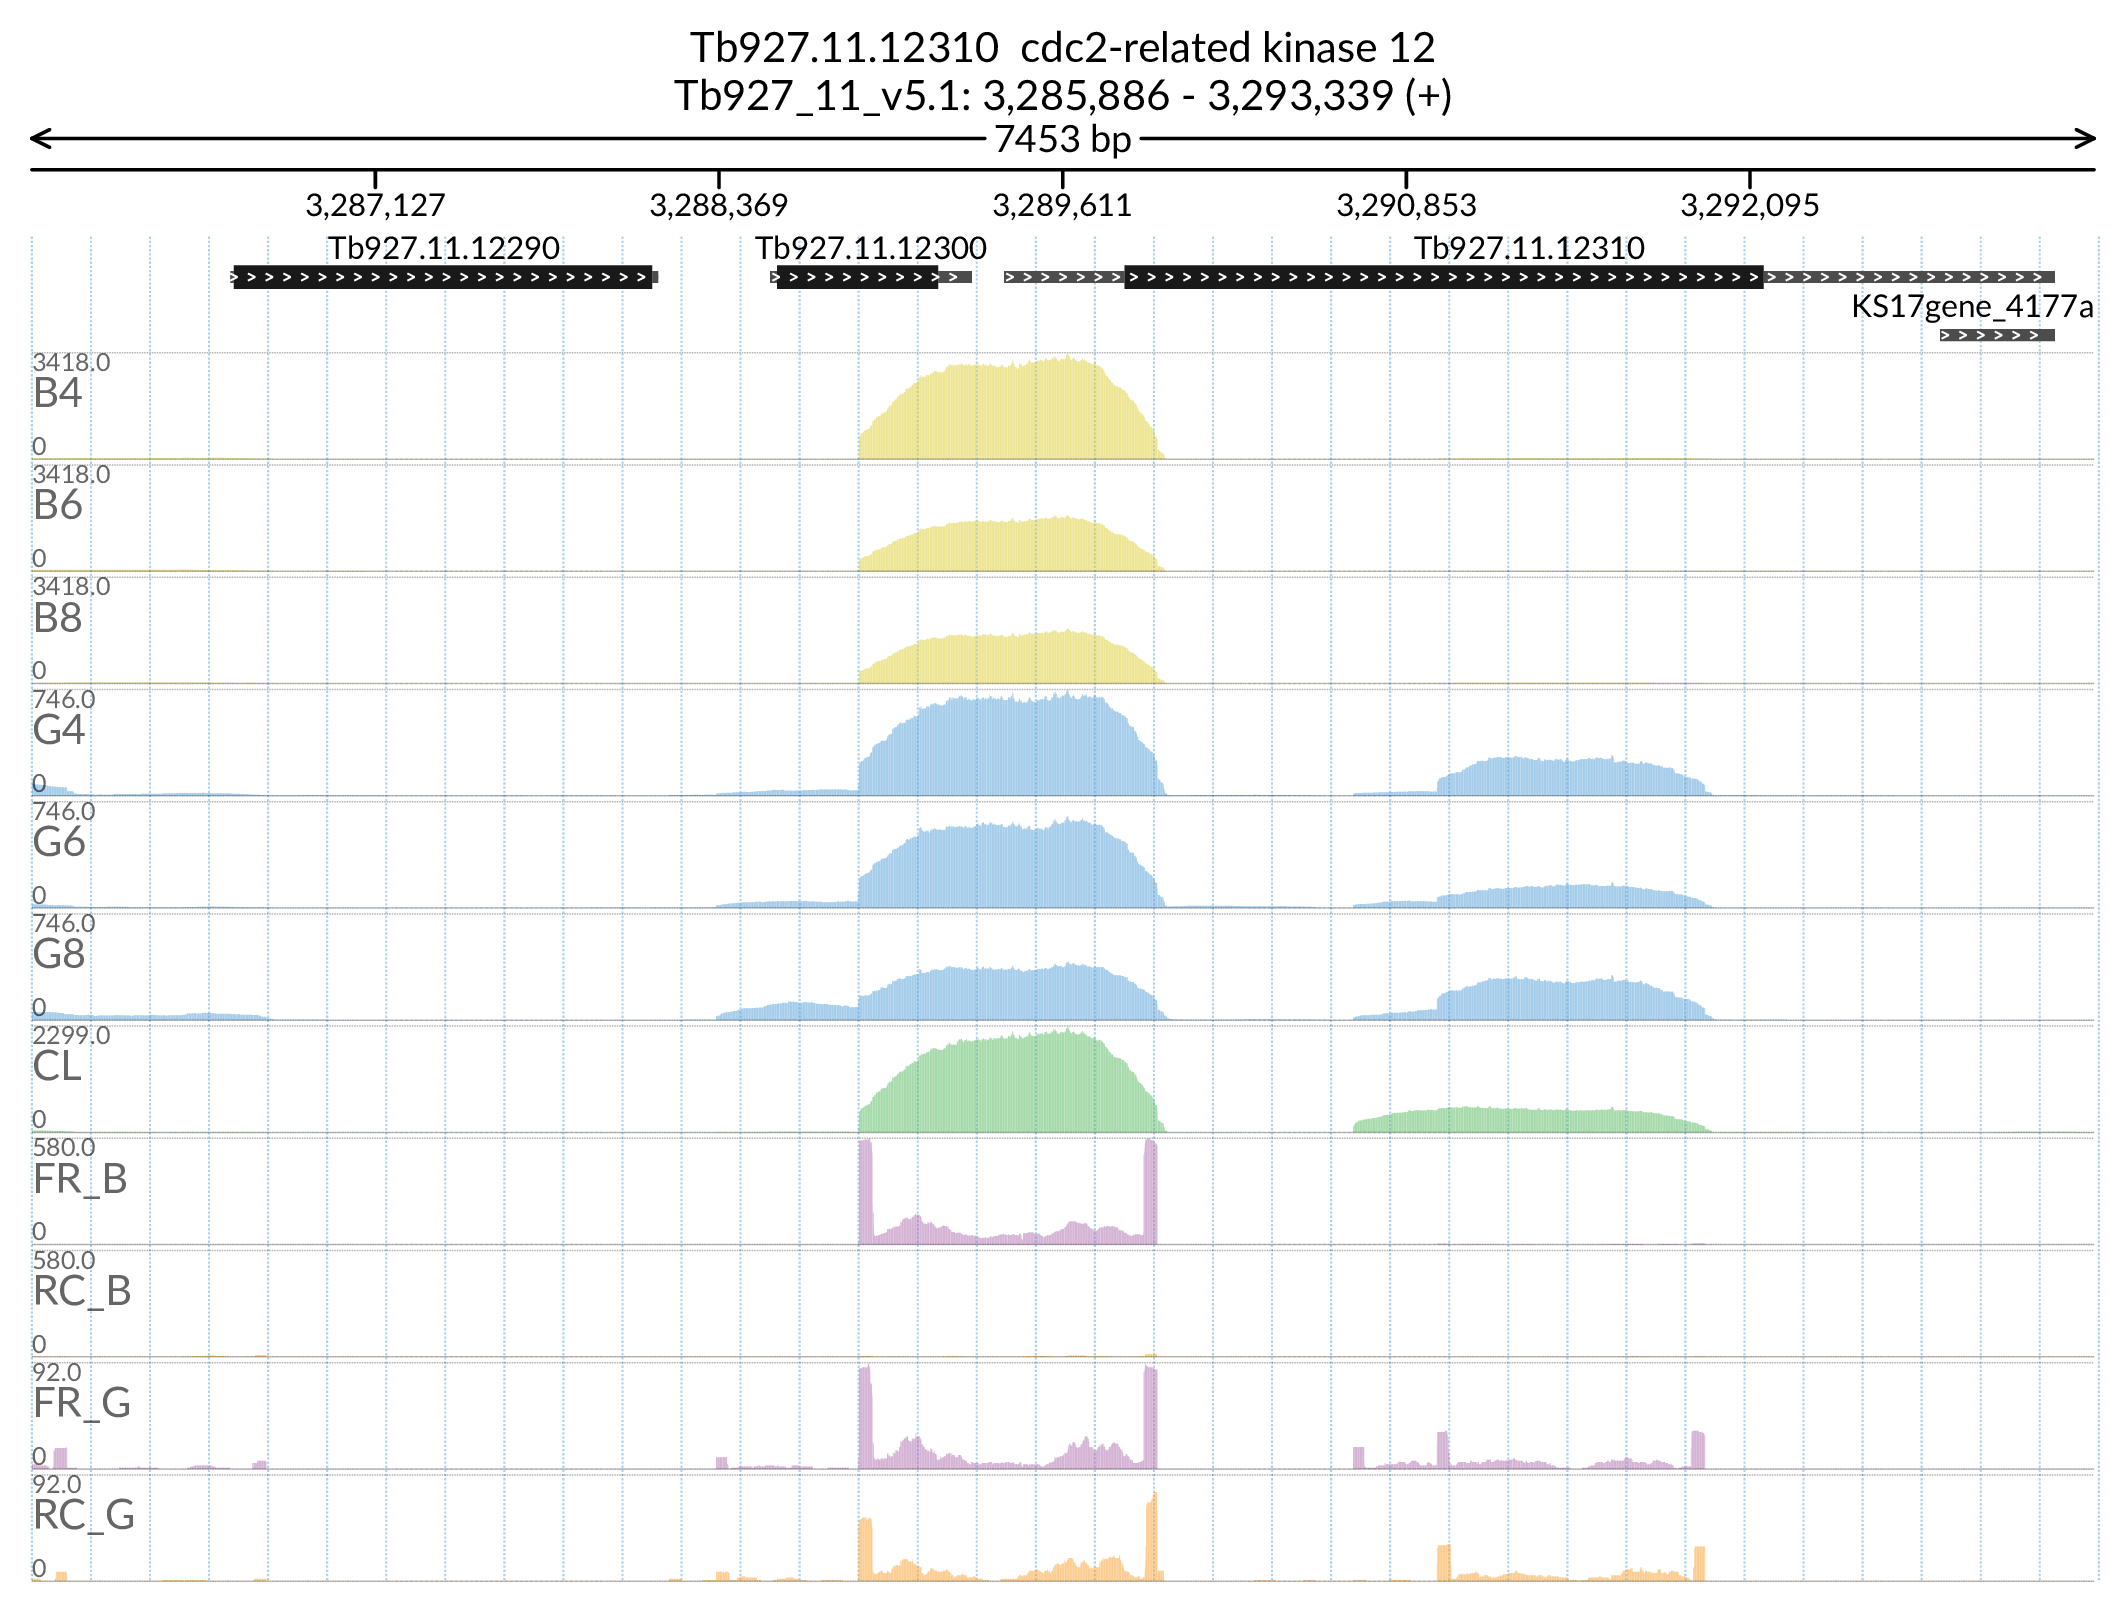 Tb927.11.12310  cdc2-related kinase 12
Tb927_11_v5.1: 3,285,886 - 3,293,339 (+)
7453 bp
3,287,127 3,288,369 3,289,611 3,290,853 3,292,095
Tb927.11.12290 Tb927.11.12300 Tb927.11.12310
KS17gene_4177a
3418.0
B4
0
3418.0
B6
0
3418.0
B8
0
746.0
G4
0
746.0
G6
0
746.0
G8
0
2299.0
CL
0
580.0
FR_B
0
580.0
RC_B
0
92.0
FR_G
0
92.0
RC_G
0